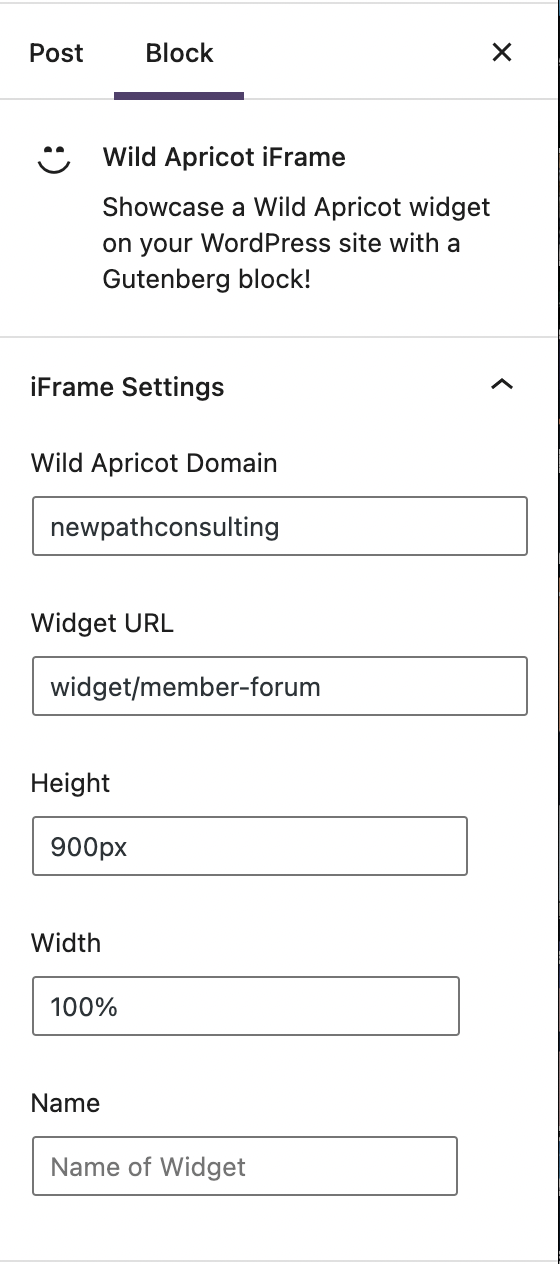 Post Block
Wild Apricot iFrame
Showcase a Wild Apricot widget
on your WordPress site with a
Gutenberg block!
iFrame Settings
Wild Apricot Domain
newpathconsulting
Widget URL
widget/member-forum
Height
900px
Width
100%
Name
Name of Widget